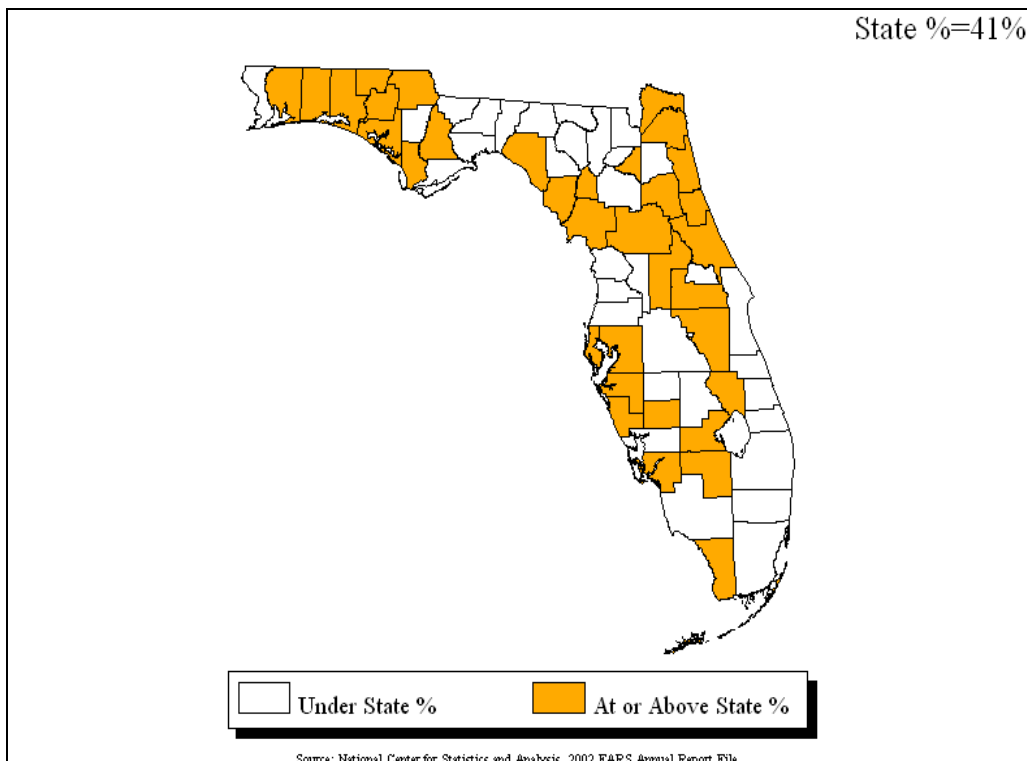 State %=41%
Under State %
At or Above State %
Source: National Center for Statistics and Analysis, 2002 FARS Annual Report File